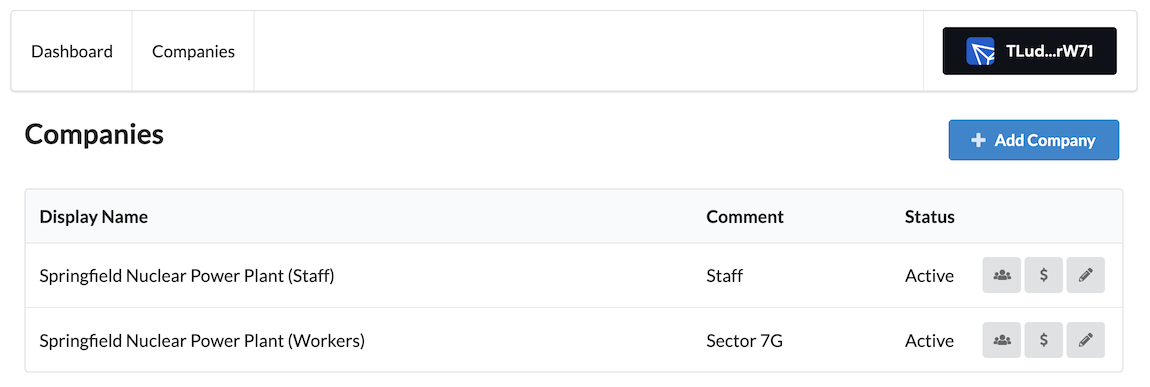 Dashboard Companies TLud...rW71
Companies
Add Company
Display Name Comment Status
Springfield Nuclear Power Plant (Staff) Staff Active $
Springfield Nuclear Power Plant (Workers) Sector 7G Active $